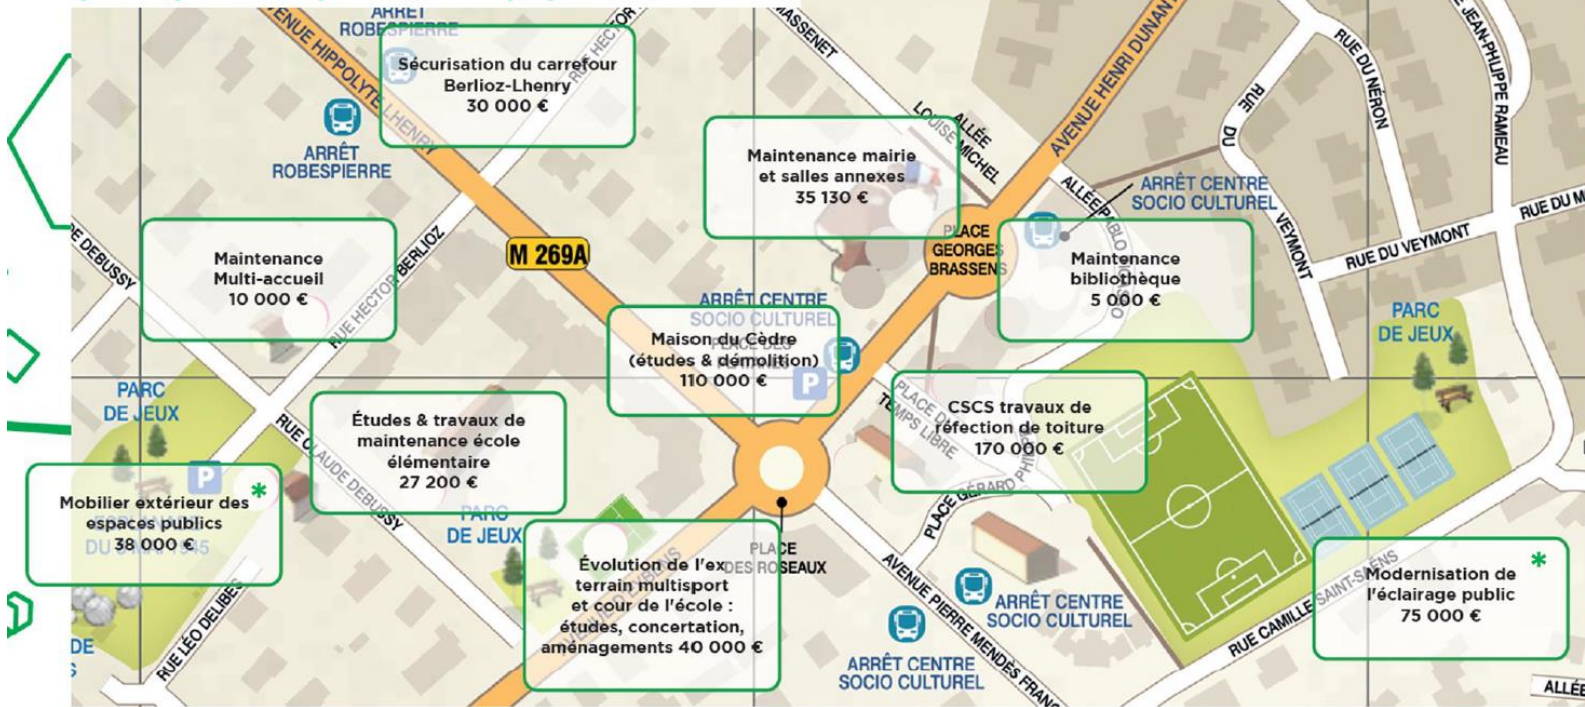 ARRÊT
ROBESPIERRE
AVENUE HIPPOLYTE LHENRY
Sécurisation du carrefour
Berlioz-Lhenry
30 000 €
RUE HECTOR
MASSENET
AVENUE HENRI DUNANT
RUE DU NÉRON
JEAN-PHILIPPE RAMEAU
ARRÊT
ROBESPIERRE
ALLÉE
LOUISE MICHEL
Maintenance mairie
et salles annexes
35 130 €
RUE DU VEYMONT
ARRÊT CENTRE
SOCIO CULTUREL
ALLÉE PABLO PICASSO
RUE DU M
RUE DU VEYMONT
DE DEBUSSY
Maintenance
Multi-accueil
10 000 €
RUE HECTOR BERLIOZ
M 269A
PLACE
GEORGES
BRASSENS
Maintenance
bibliothèque
5 000 €
ARRÊT CENTRE
SOCIO CULTUREL
Maison du Cèdre
(études & démolition)
110 000 €
P
PARC
DE JEUX
PARC
DE JEUX
RUE CLAUDE DEBUSSY
Études & travaux de
maintenance école
élémentaire
27 200 €
PLACE DU
TEMPS LIBRE
CSCS travaux de
réfection de toiture
170 000 €
PLACE GÉRARD PHILIPE
P
Mobilier extérieur des *
espaces publics
38 000 €
PARC
DE JEUX
Évolution de l'ex
terrain multisport
et cour de l'école :
études, concertation,
aménagements 40 000 €
PLACE
DES ROSEAUX
AVENUE PIERRE MENDÈS FRANC
ARRÊT CENTRE
SOCIO CULTUREL
ARRÊT CENTRE
SOCIO CULTUREL
RUE CAMILLE SAINT-SAËNS
Modernisation de *
l'éclairage public
75 000 €
RUE LÉO DELIBES
DE
S
ALLÉE